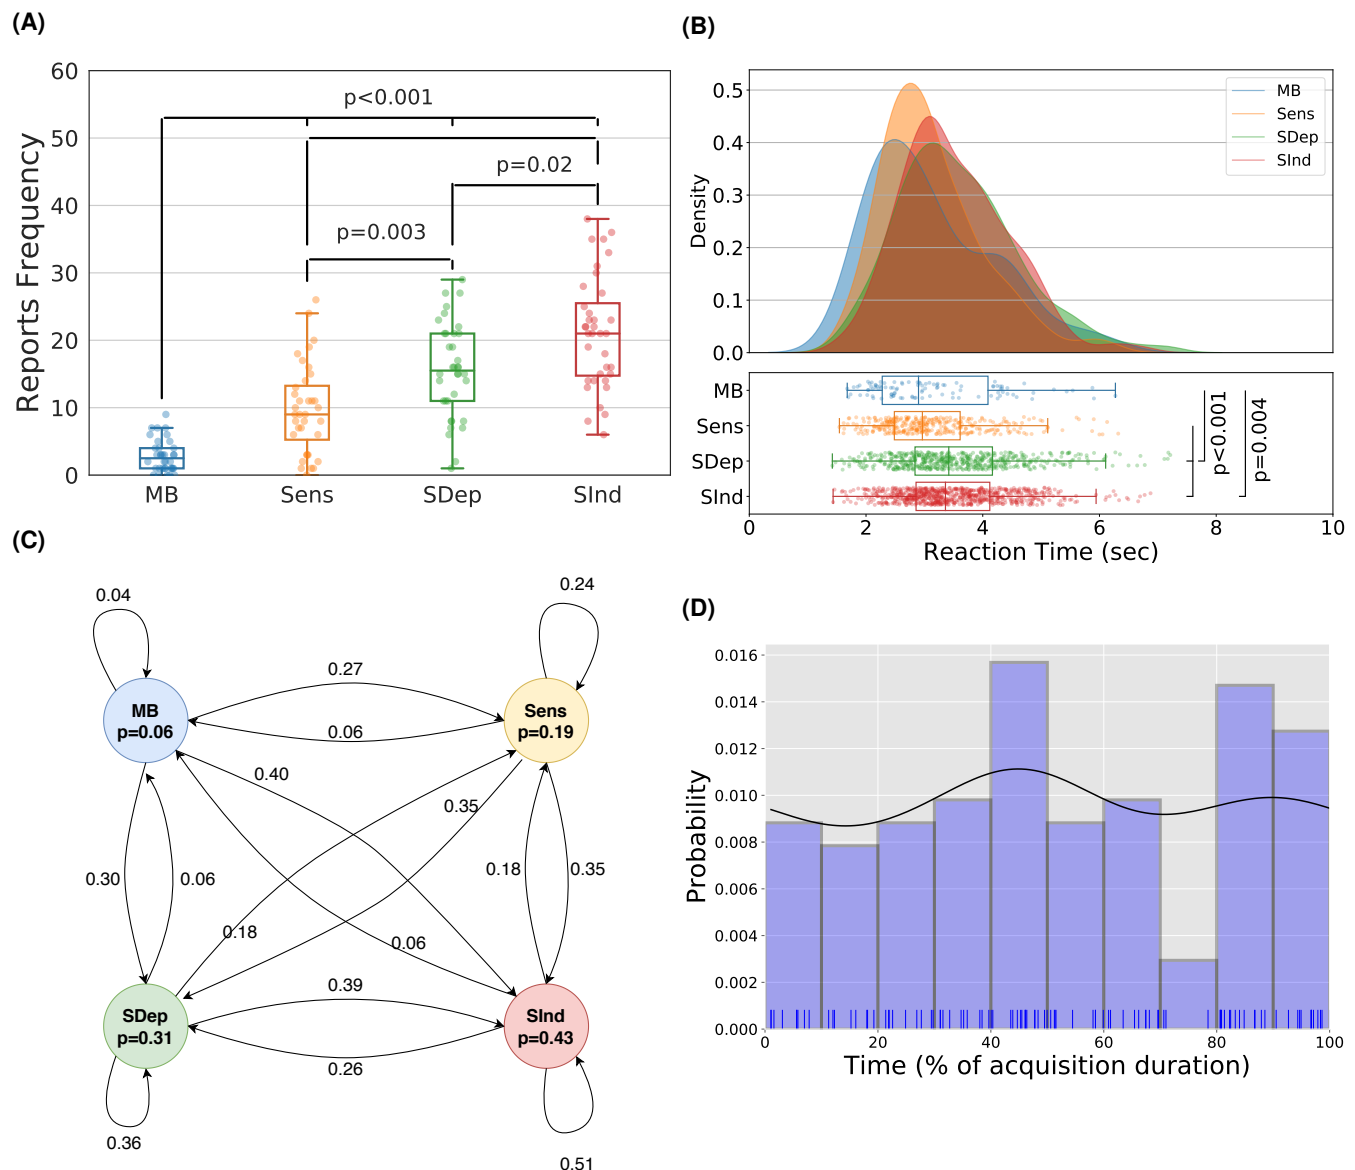 (A)
60
50
40
30
20
10
0
Reports Frequency
p<0.001
p=0.02
p=0.003
MB Sens SDep SInd
(B)
0.5
0.4
0.3
0.2
0.1
0.0
Density
MB
Sens
SDep
SInd
MB
Sens
SDep
SInd
p<0.001
p=0.004
0 2 4 6 8 10
Reaction Time (sec)
(C)
0.04
0.24
0.27
MB
p=0.06
Sens
p=0.19
0.06
0.40
0.35
0.30
0.06
0.18
0.35
0.18
0.06
0.39
SDep
p=0.31
SInd
p=0.43
0.26
0.36
0.51
(D)
0.016
0.014
0.012
0.010
0.008
0.006
0.004
0.002
0.000
Probability
0 20 40 60 80 100
Time (% of acquisition duration)